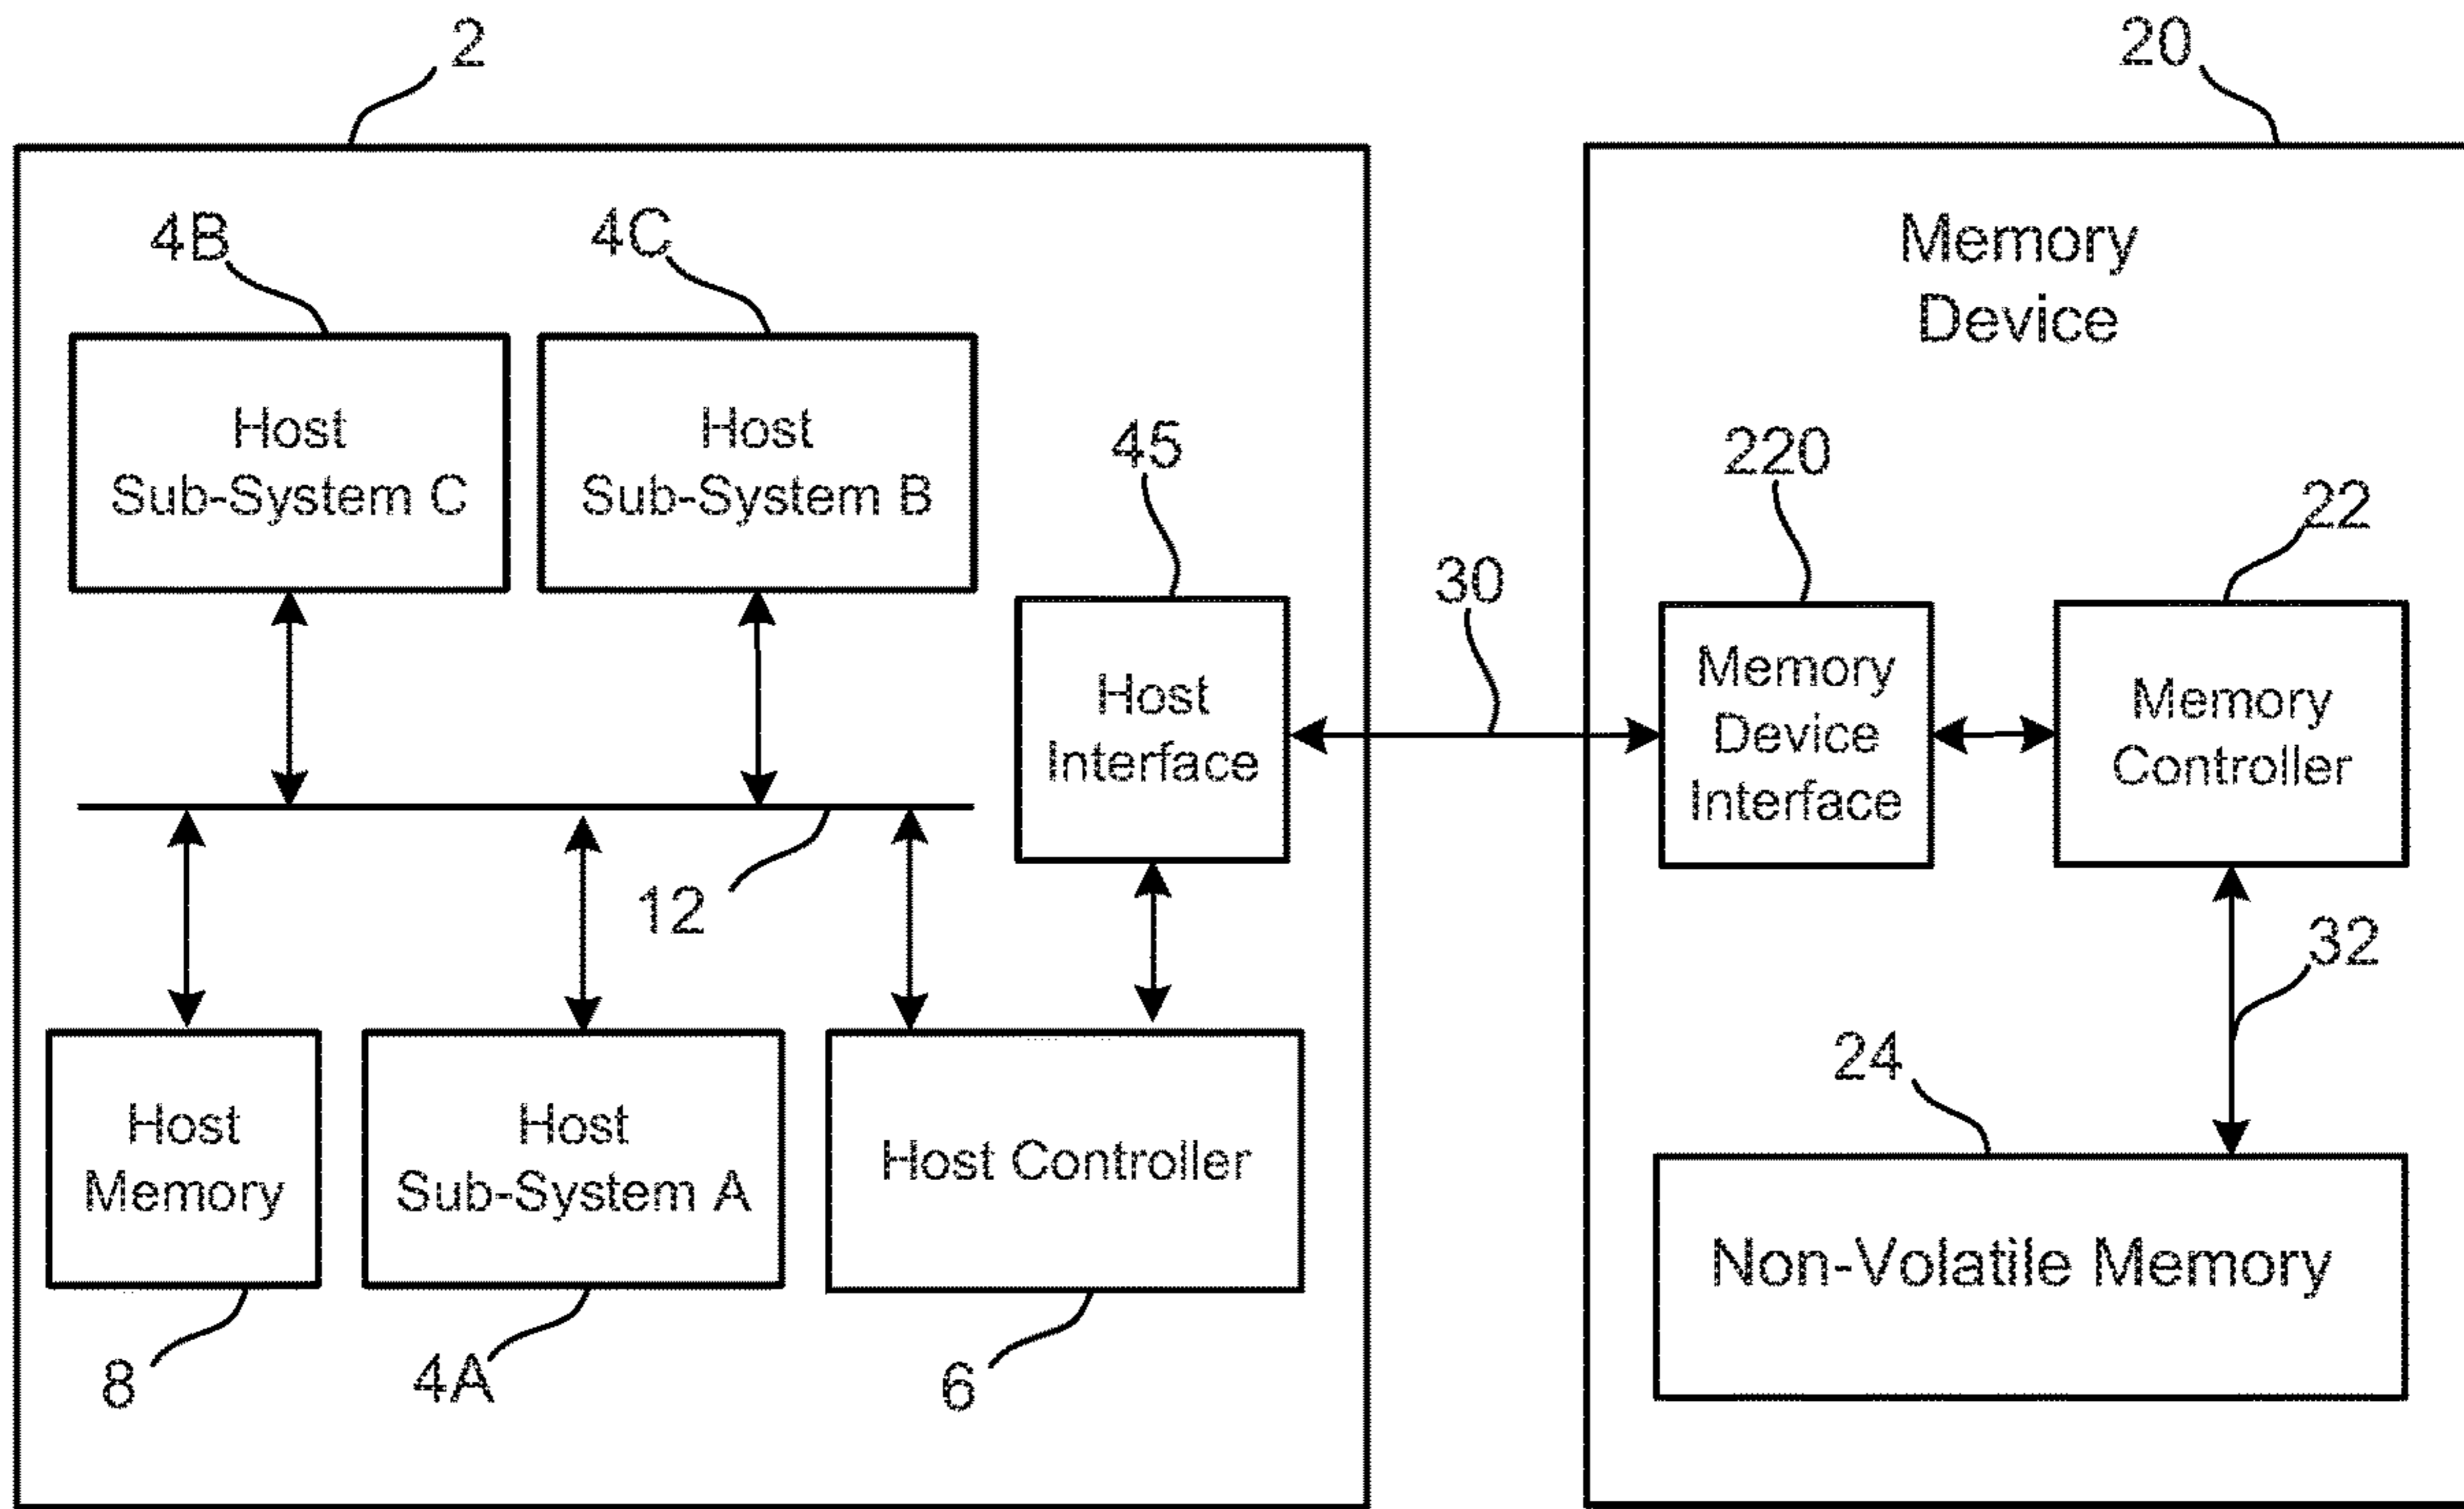 2
20
4B
4C
Memory
Device
Host
Sub-System C
Host
Sub-System B
45
220
22
30
Host
Interface
Memory
Device
Interface
Memory
Controller
12
32
24
Host
Memory
Host
Sub-System A
Host Controller
Non-Volatile Memory
8
4A
6